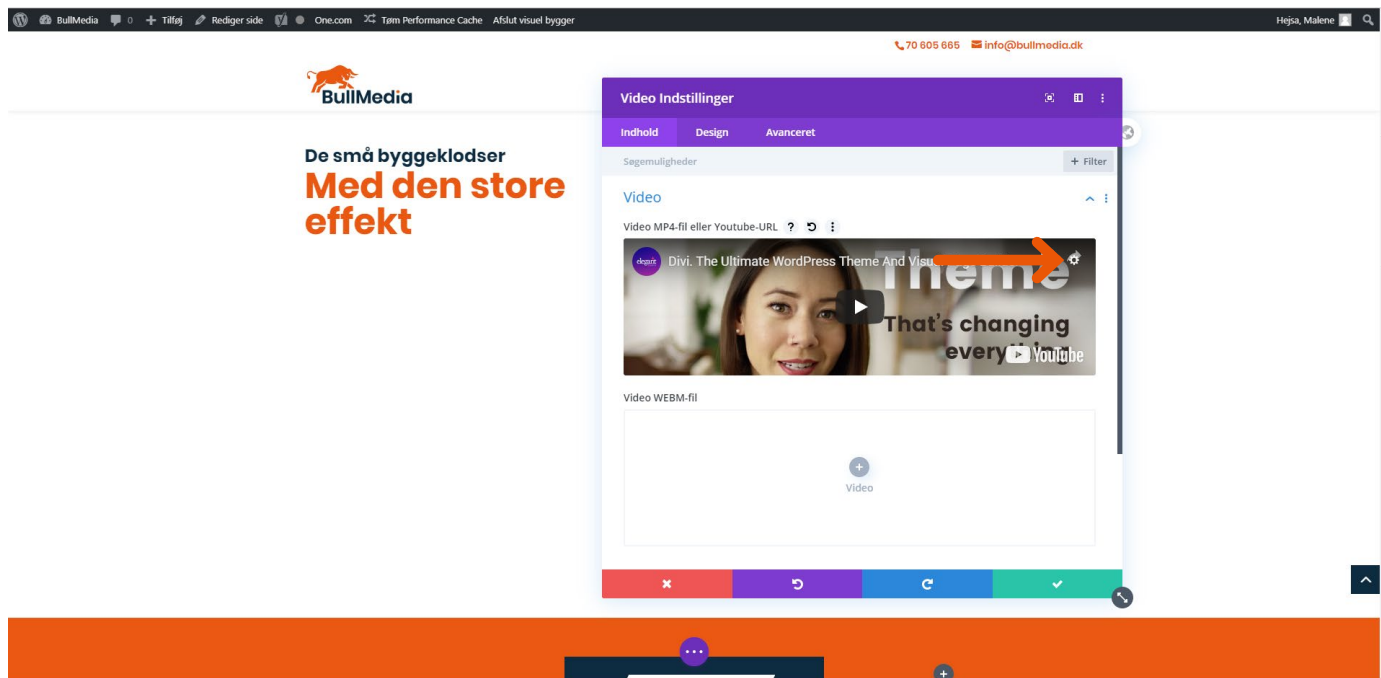 BullMedia 0 Tilføj Rediger side One.com Tøm Performance Cache Afslut visuel bygger Hejsa, Malene
70 605 665 info@bullmedia.dk
BullMedia
De små byggeklodser
Med den store
effekt
Video Indstillinger
Indhold Design Avanceret
Søgemuligheder + Filter
Video
Video MP4-fil eller Youtube-URL ?
elegant Divi. The Ultimate WordPress Theme And Visu
Theme
That's changing
everything
YouTube
Video WEBM-fil
Video